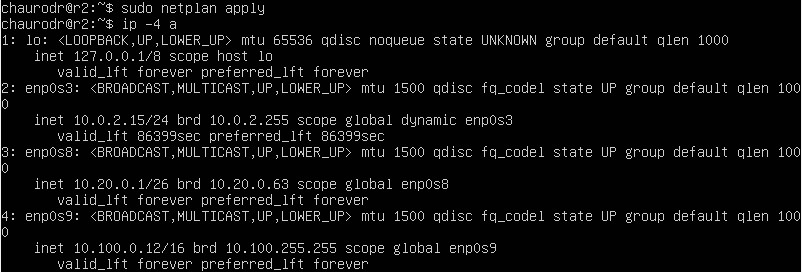 chaurodr@r2:~$ sudo netplan apply
chaurodr@r2:~$ ip -4 a
1: lo: <LOOPBACK,UP,LOWER_UP> mtu 65536 qdisc noqueue state UNKNOWN group default qlen 1000
    inet 127.0.0.1/8 scope host lo
       valid_lft forever preferred_lft forever
2: enp0s3: <BROADCAST,MULTICAST,UP,LOWER_UP> mtu 1500 qdisc fq_codel state UP group default qlen 100
0
    inet 10.0.2.15/24 brd 10.0.2.255 scope global dynamic enp0s3
       valid_lft 86399sec preferred_lft 86399sec
3: enp0s8: <BROADCAST,MULTICAST,UP,LOWER_UP> mtu 1500 qdisc fq_codel state UP group default qlen 100
0
    inet 10.20.0.1/26 brd 10.20.0.63 scope global enp0s8
       valid_lft forever preferred_lft forever
4: enp0s9: <BROADCAST,MULTICAST,UP,LOWER_UP> mtu 1500 qdisc fq_codel state UP group default qlen 100
0
    inet 10.100.0.12/16 brd 10.100.255.255 scope global enp0s9
       valid_lft forever preferred_lft forever